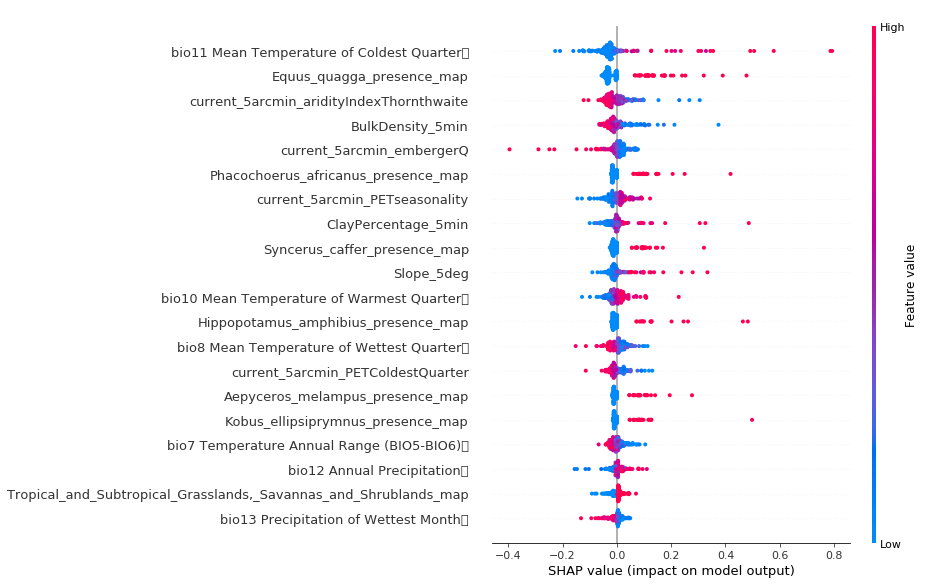 High
bio11 Mean Temperature of Coldest Quarter
Equus_quagga_presence_map
current_5arcmin_aridityIndexThornthwaite
BulkDensity_5min
current_5arcmin_embergerQ
Phacochoerus_africanus_presence_map
current_5arcmin_PETseasonality
ClayPercentage_5min
Syncerus_caffer_presence_map
Slope_5deg
bio10 Mean Temperature of Warmest Quarter
Hippopotamus_amphibius_presence_map
bio8 Mean Temperature of Wettest Quarter
current_5arcmin_PETColdestQuarter
Aepyceros_melampus_presence_map
Kobus_ellipsiprymnus_presence_map
bio7 Temperature Annual Range (BIO5-BIO6)
bio12 Annual Precipitation
Tropical_and_Subtropical_Grasslands,_Savannas_and_Shrublands_map
bio13 Precipitation of Wettest Month
Feature value
Low
−0.4 −0.2 0.0 0.2 0.4 0.6 0.8
SHAP value (impact on model output)